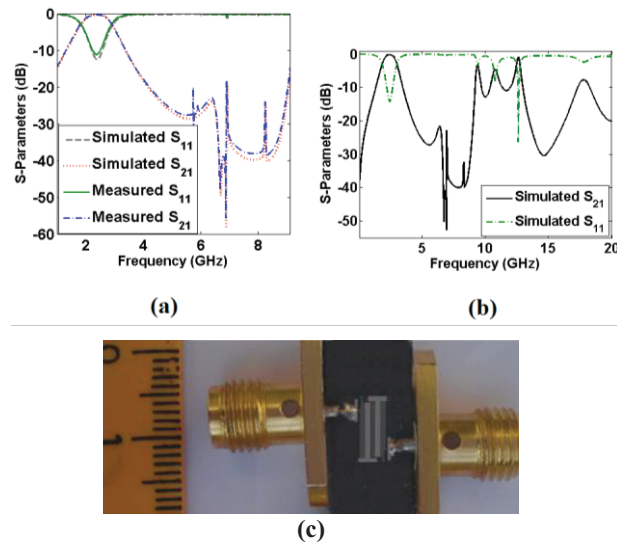 0
-10
-20
-30
-40
-50
-60
S-Parameters (dB)
Simulated S11
Simulated S21
Measured S11
Measured S21
2 4 6 8
Frequency (GHz)
(a)
0
-10
-20
-30
-40
-50
S-Parameters (dB)
Simulated S21
Simulated S11
5 10 15 20
Frequency (GHz)
(b)
0
1
(c)